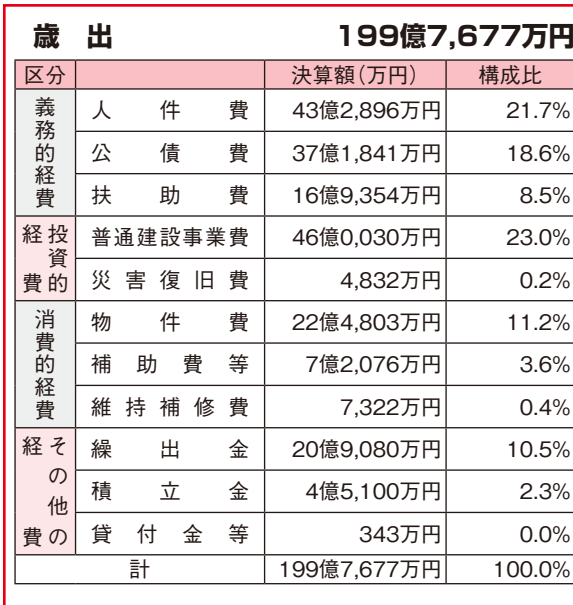 歳出 199億7,677万円
区分 決算額（万円） 構成比
義務的経費
人件費 43億2,896万円 21.7%
公債費 37億1,841万円 18.6%
扶助費 16億9,354万円 8.5%
投資的経費
普通建設事業費 46億0,030万円 23.0%
災害復旧費 4,832万円 0.2%
消費的経費
物件費 22億4,803万円 11.2%
補助費等 7億2,076万円 3.6%
維持補修費 7,322万円 0.4%
その他の経費
繰出金 20億9,080万円 10.5%
積立金 4億5,100万円 2.3%
貸付金等 343万円 0.0%
計 199億7,677万円 100.0%